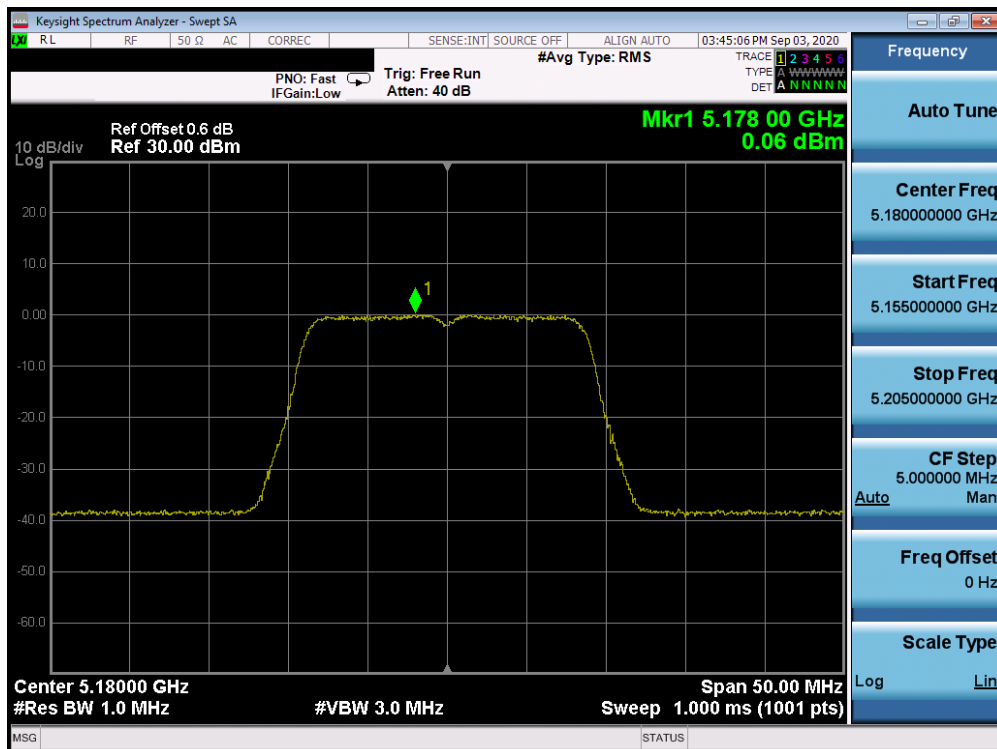 Keysight Spectrum Analyzer - Swept SA
LXI RL RF 50 Ω AC CORREC SENSE:INT SOURCE OFF ALIGN AUTO 03:45:06 PM Sep 03, 2020
#Avg Type: RMS TRACE 1 2 3 4 5 6
PNO: Fast Trig: Free Run TYPE A WWWWW
IFGain:Low Atten: 40 dB DET A N N N N N
Mkr1 5.178 00 GHz
Ref Offset 0.6 dB
10 dB/div Ref 30.00 dBm 0.06 dBm
Log
1
20.0
10.0
0.00
-10.0
-20.0
-30.0
-40.0
-50.0
-60.0
Center 5.18000 GHz Span 50.00 MHz
#Res BW 1.0 MHz #VBW 3.0 MHz Sweep 1.000 ms (1001 pts)
MSG STATUS
Frequency
Auto Tune
Center Freq
5.180000000 GHz
Start Freq
5.155000000 GHz
Stop Freq
5.205000000 GHz
CF Step
5.000000 MHz
Auto Man
Freq Offset
0 Hz
Scale Type
Log Lin